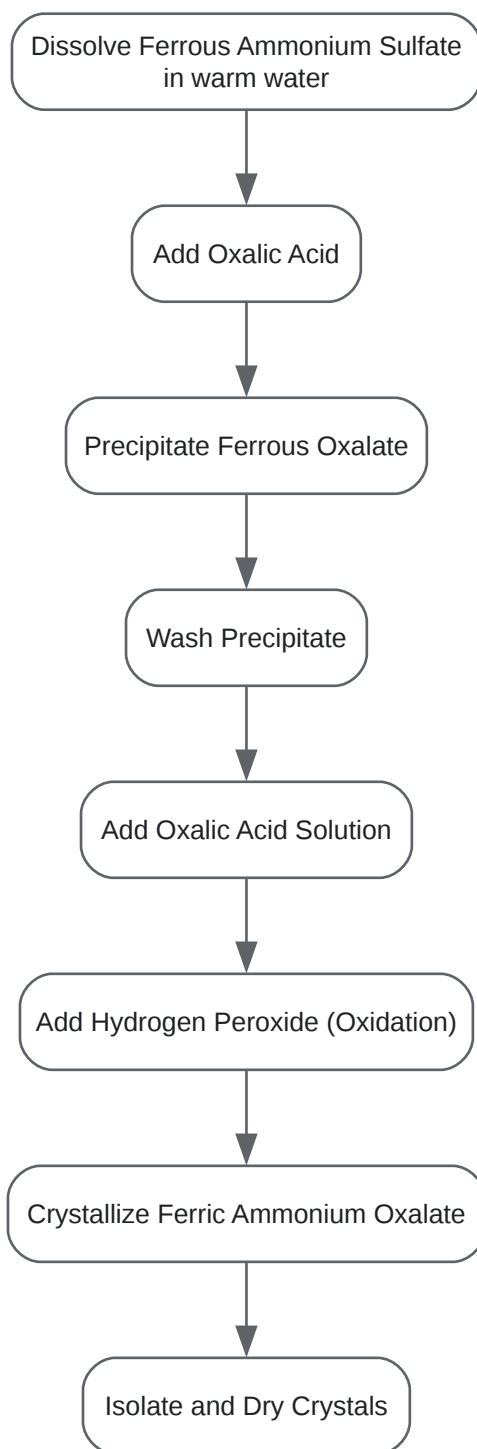 Dissolve Ferrous Ammonium Sulfate
in warm water
Add Oxalic Acid
Precipitate Ferrous Oxalate
Wash Precipitate
Add Oxalic Acid Solution
Add Hydrogen Peroxide (Oxidation)
Crystallize Ferric Ammonium Oxalate
Isolate and Dry Crystals